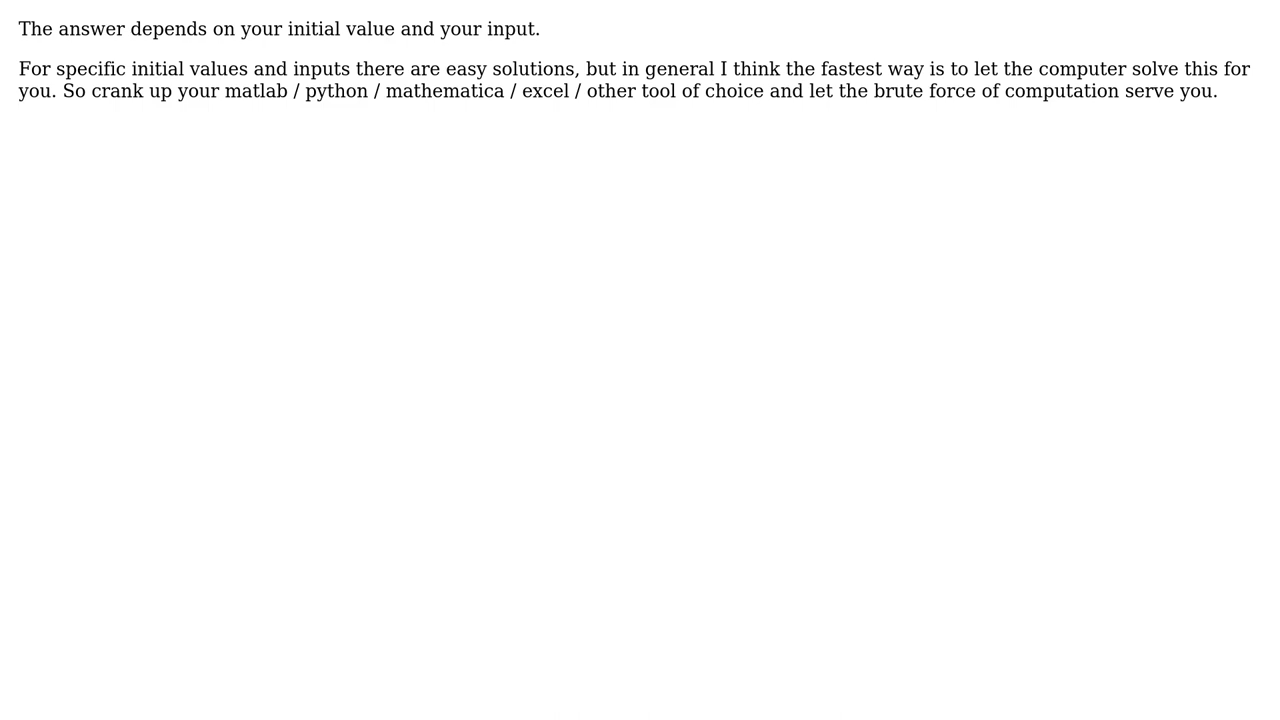 The answer depends on your initial value and your input.
For specific initial values and inputs there are easy solutions, but in general I think the fastest way is to let the computer solve this for
you. So crank up your matlab / python / mathematica / excel / other tool of choice and let the brute force of computation serve you.